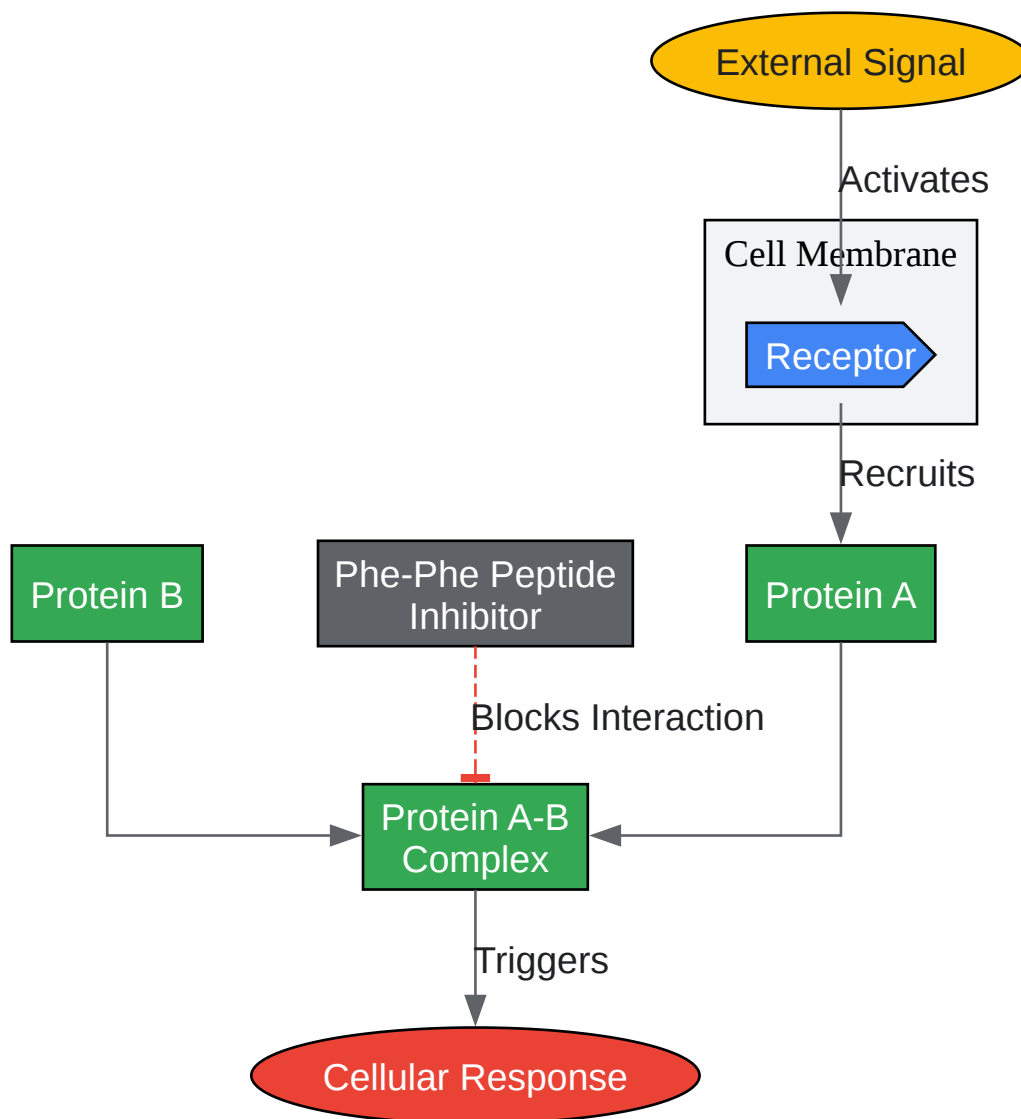 External Signal
Activates
Cell Membrane
Receptor
Recruits
Protein B
Phe-Phe Peptide
Inhibitor
Protein A
Blocks Interaction
Protein A-B
Complex
Triggers
Cellular Response